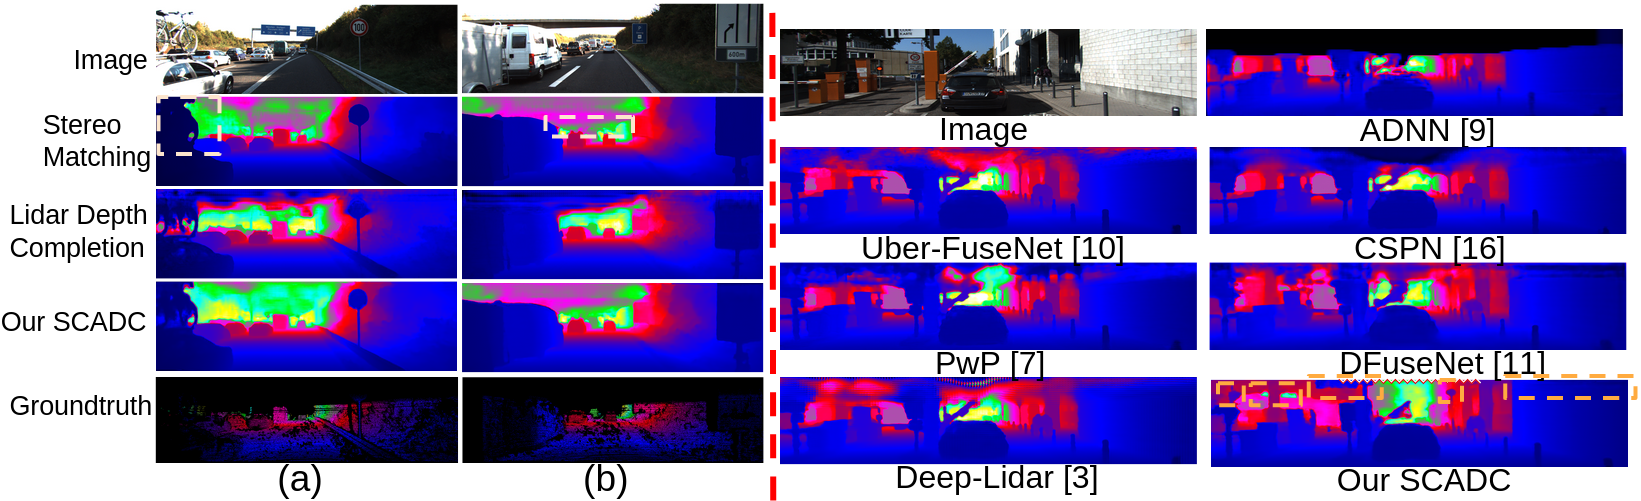 Image
Stereo
Matching
Lidar Depth
Completion
Our SCADC
Groundtruth
(a)
(b)
100
Image
ADNN [9]
Uber-FuseNet [10]
CSPN [16]
PwP [7]
DFuseNet [11]
Deep-Lidar [3]
Our SCADC